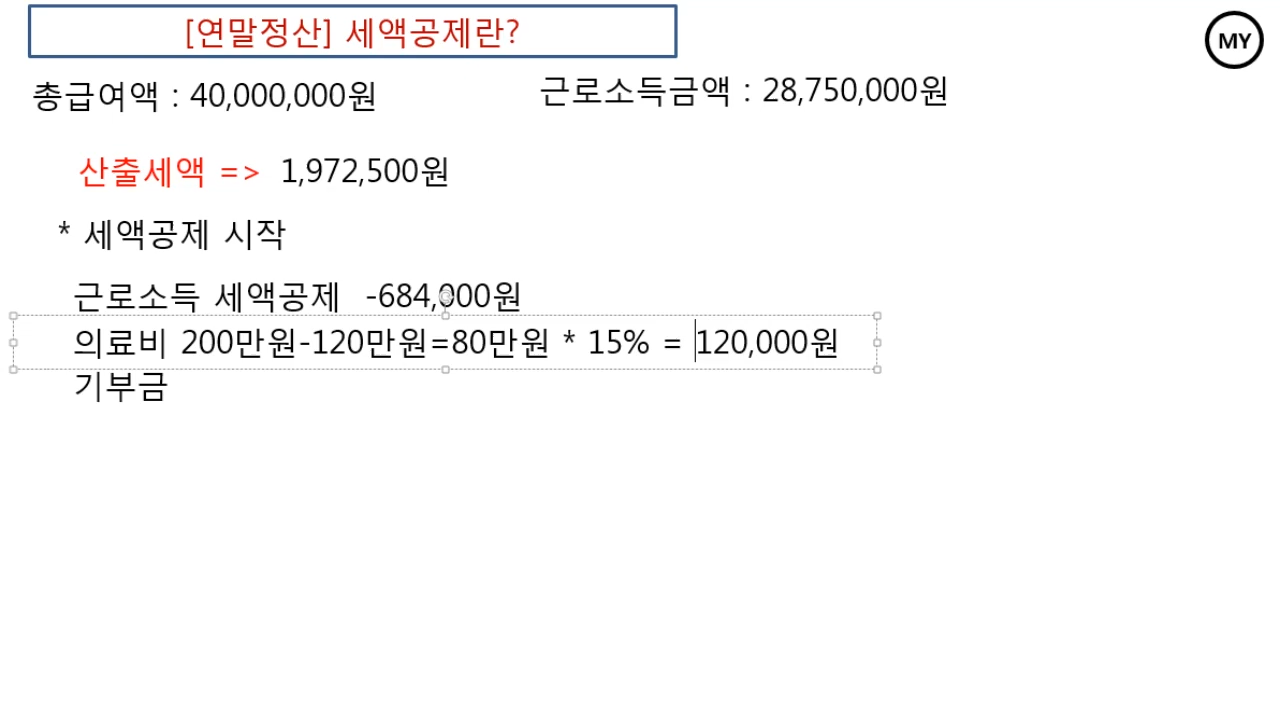 [연말정산] 세액공제란?
MY
총급여액 : 40,000,000원
근로소득금액 : 28,750,000원
산출세액 => 1,972,500원
* 세액공제 시작
근로소득 세액공제 -684,000원
의료비 200만원-120만원=80만원 * 15% = 120,000원
기부금